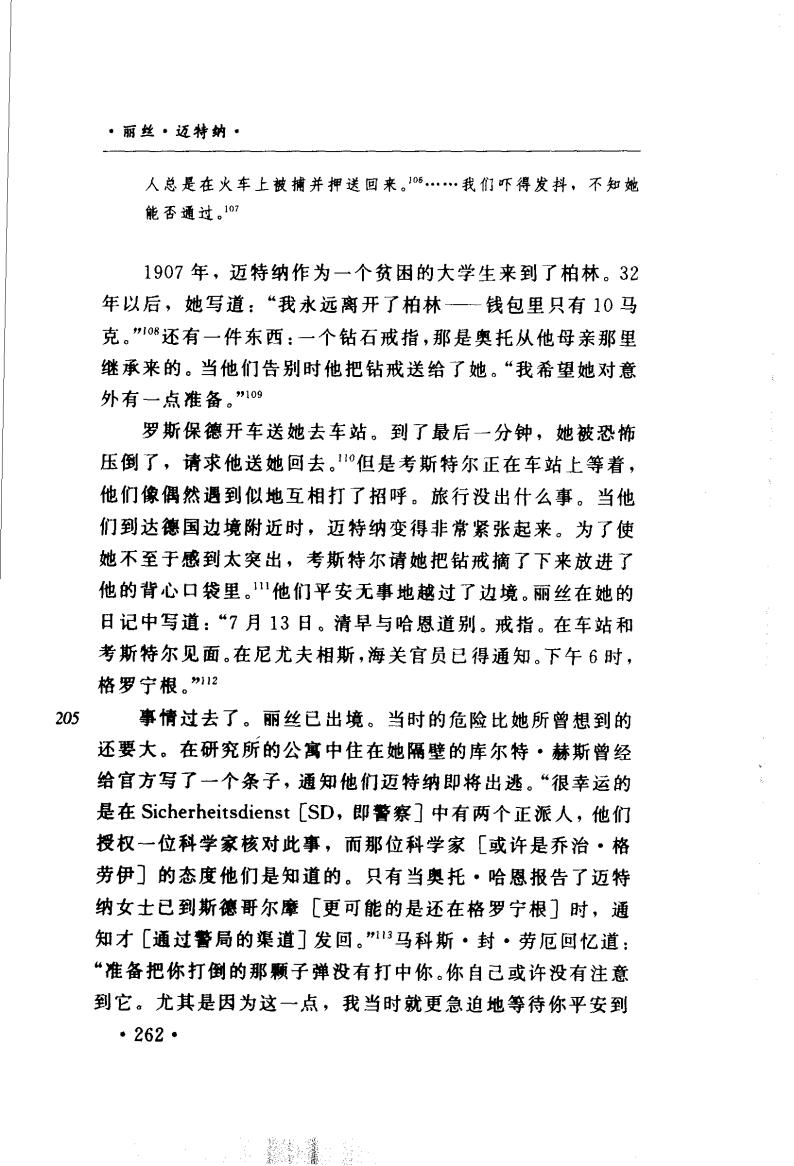 ·丽丝·迈特纳·
人总是在火车上被捕并押送回来。¹⁰⁶……我们吓得发抖，不知她
能否通过。¹⁰⁷
1907 年，迈特纳作为一个贫困的大学生来到了柏林。32
年以后，她写道：“我永远离开了柏林——钱包里只有 10 马
克。”¹⁰⁸还有一件东西：一个钻石戒指，那是奥托从他母亲那里
继承来的。当他们告别时他把钻戒送给了她。“我希望她对意
外有一点准备。”¹⁰⁹
罗斯保德开车送她去车站。到了最后一分钟，她被恐怖
压倒了，请求他送她回去。¹¹⁰但是考斯特尔正在车站上等着，
他们像偶然遇到似地互相打了招呼。旅行没出什么事。当他
们到达德国边境附近时，迈特纳变得非常紧张起来。为了使
她不至于感到太突出，考斯特尔请她把钻戒摘了下来放进了
他的背心口袋里。¹¹¹他们平安无事地越过了边境。丽丝在她的
日记中写道：“7 月 13 日。清早与哈恩道别。戒指。在车站和
考斯特尔见面。在尼尤夫相斯，海关官员已得通知。下午 6 时，
格罗宁根。”¹¹²
205 事情过去了。丽丝已出境。当时的危险比她所曾想到的
还要大。在研究所的公寓中住在她隔壁的库尔特·赫斯曾经
给官方写了一个条子，通知他们迈特纳即将出逃。“很幸运的
是在 Sicherheitsdienst［SD，即警察］中有两个正派人，他们
授权一位科学家核对此事，而那位科学家［或许是乔治·格
劳伊］的态度他们是知道的。只有当奥托·哈恩报告了迈特
纳女士已到斯德哥尔摩［更可能的是还在格罗宁根］时，通
知才［通过警局的渠道］发回。”¹¹³马科斯·封·劳厄回忆道：
“准备把你打倒的那颗子弹没有打中你。你自己或许没有注意
到它。尤其是因为这一点，我当时就更急迫地等待你平安到
·262·